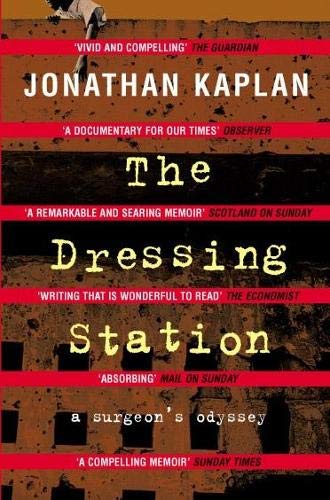 'VIVID AND COMPELLING' THE GUARDIAN
JONATHAN KAPLAN
'A DOCUMENTARY FOR OUR TIMES' OBSERVER
The
'A REMARKABLE AND SEARING MEMOIR' SCOTLAND ON SUNDAY
Dressing
'WRITING THAT IS WONDERFUL TO READ' THE ECONOMIST
Station
'ABSORBING' MAIL ON SUNDAY
a surgeon's odyssey
'A COMPELLING MEMOIR' SUNDAY TIMES